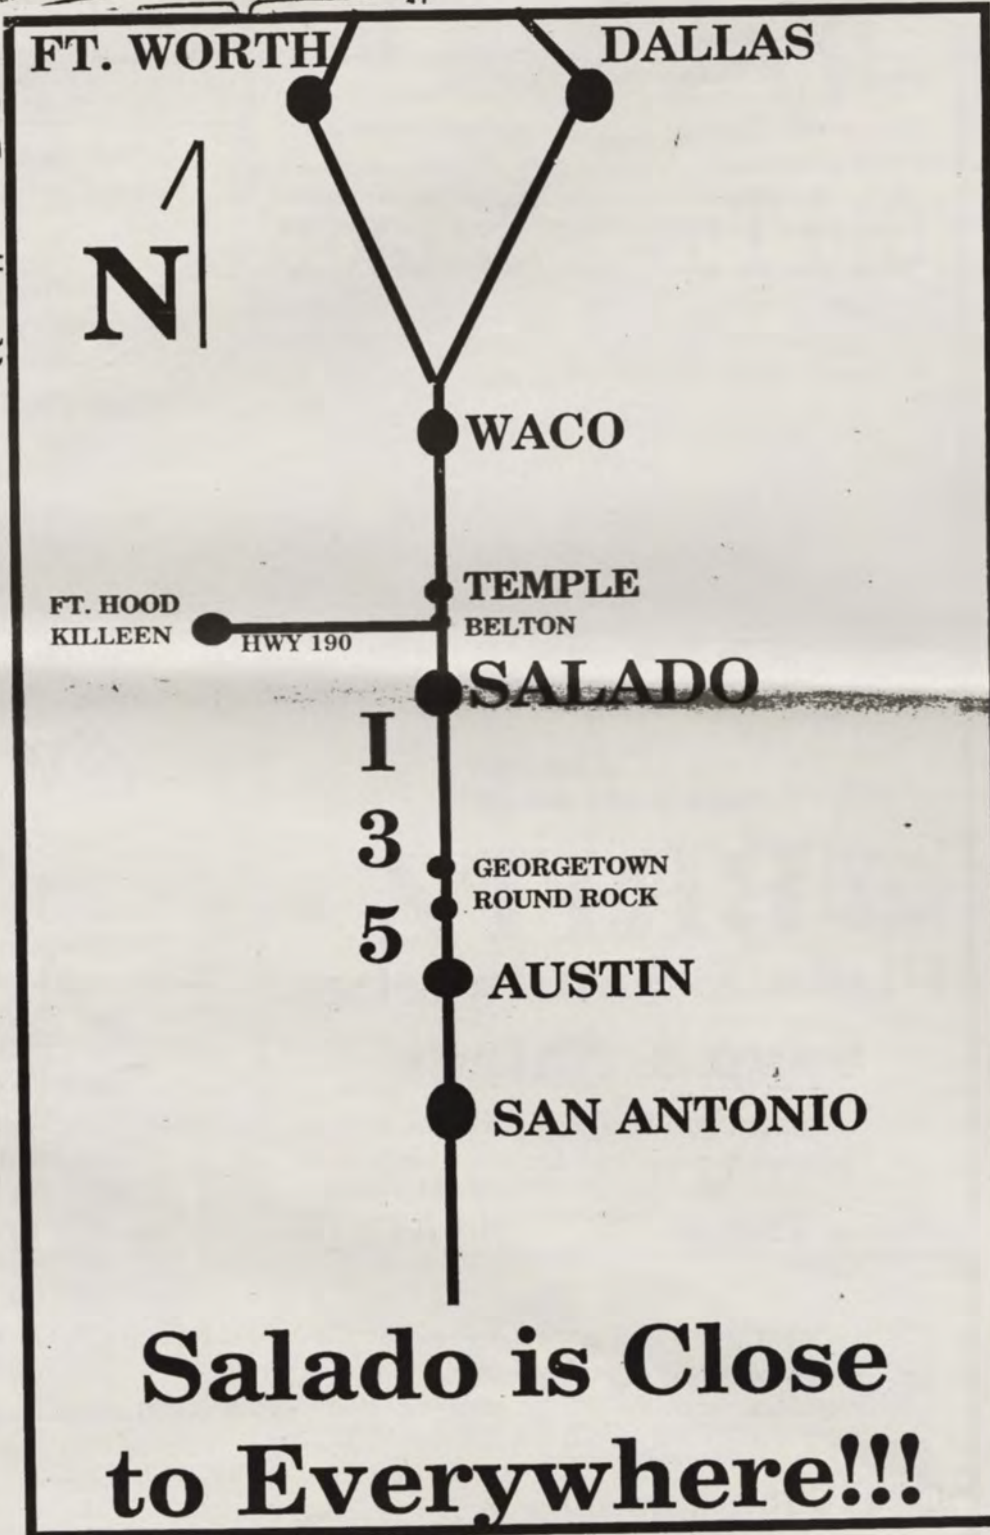 FT. WORTH
DALLAS
N
WACO
TEMPLE
FT. HOOD
KILLEEN
HWY 190
BELTON
SALADO
I
3
5
GEORGETOWN
ROUND ROCK
AUSTIN
SAN ANTONIO
Salado is Close
to Everywhere!!!